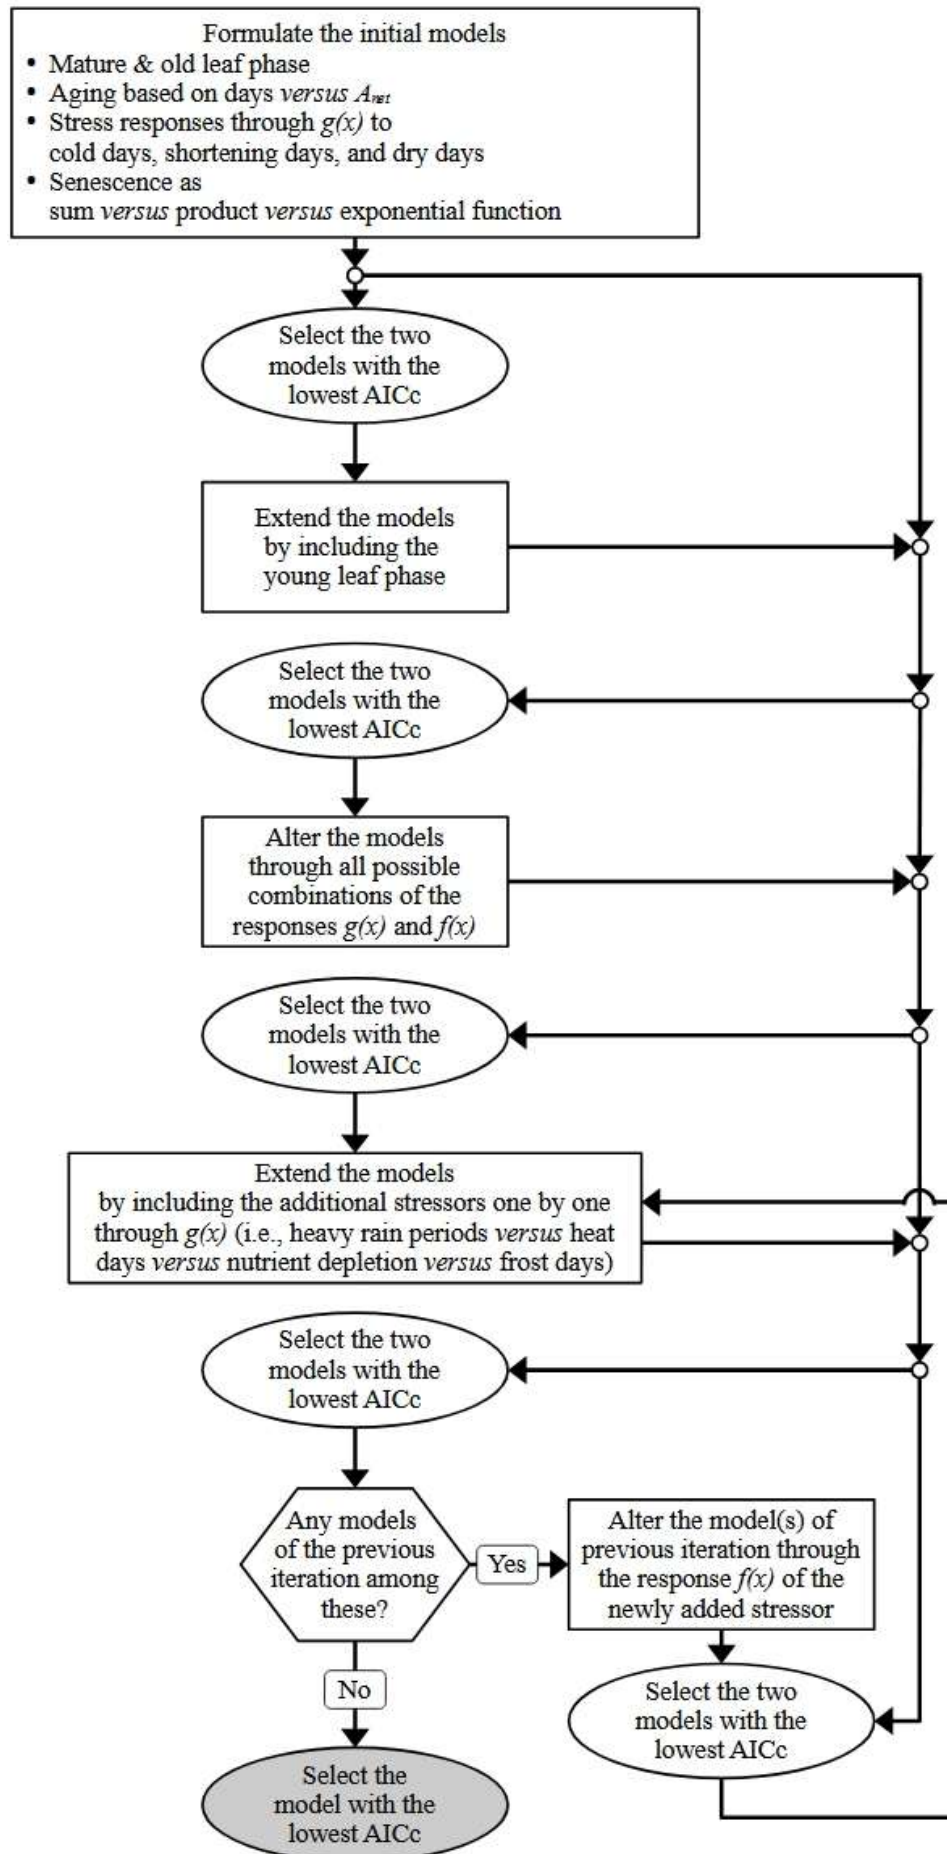 Formulate the initial models
• Mature & old leaf phase
• Aging based on days versus Anet
• Stress responses through g(x) to
cold days, shortening days, and dry days
• Senescence as
sum versus product versus exponential function
Select the two
models with the
lowest AICc
Extend the models
by including the
young leaf phase
Select the two
models with the
lowest AICc
Alter the models
through all possible
combinations of the
responses g(x) and f(x)
Select the two
models with the
lowest AICc
Extend the models
by including the additional stressors one by one
through g(x) (i.e., heavy rain periods versus heat
days versus nutrient depletion versus frost days)
Select the two
models with the
lowest AICc
Any models
of the previous
iteration among
these?
Yes
Alter the model(s) of
previous iteration through
the response f(x) of the
newly added stressor
No
Select the two
models with the
lowest AICc
Select the
model with the
lowest AICc